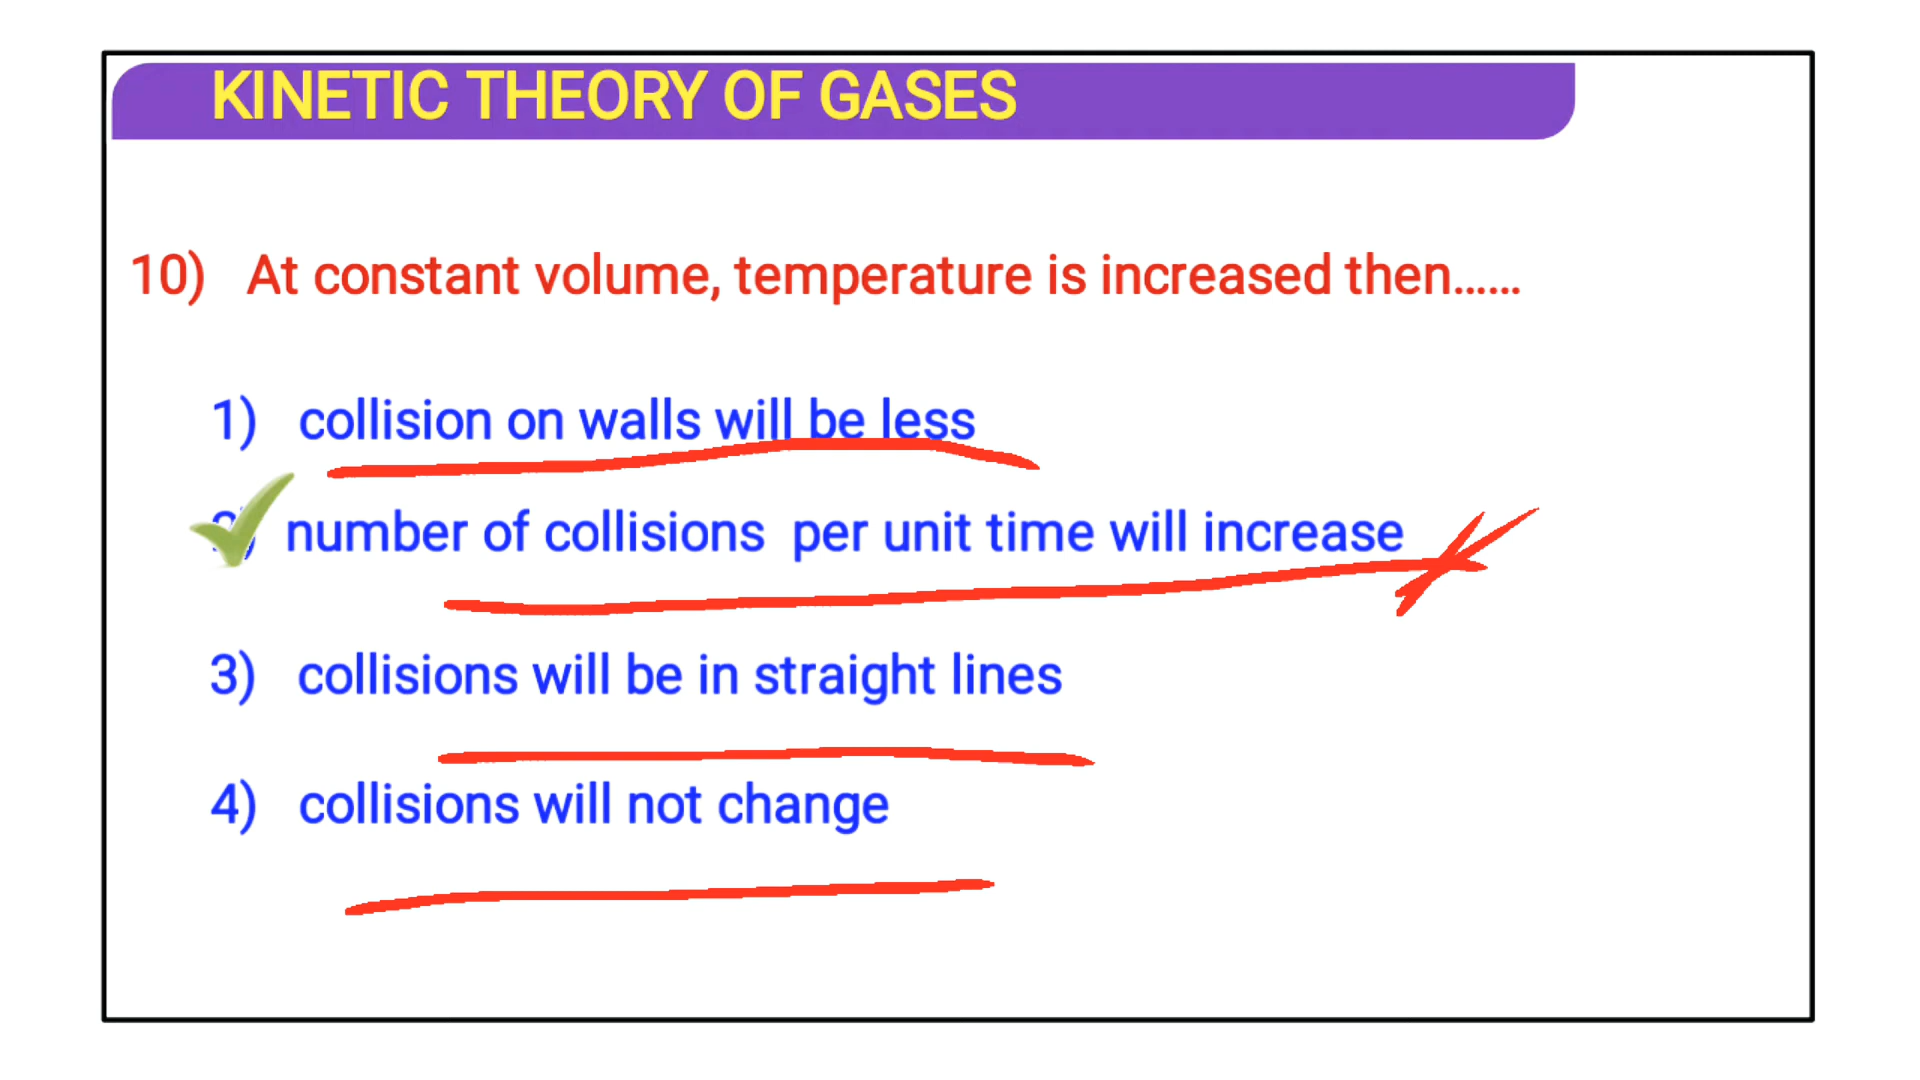 KINETIC THEORY OF GASES
10) At constant volume, temperature is increased then......
1) collision on walls will be less
2) number of collisions per unit time will increase
3) collisions will be in straight lines
4) collisions will not change